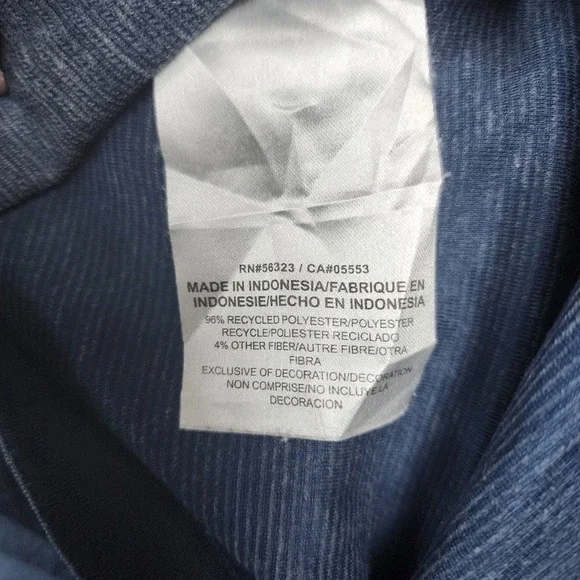 RN#56323 / CA#05553
MADE IN INDONESIA/FABRIQUE EN
INDONESIE/HECHO EN INDONESIA
96% RECYCLED POLYESTER/POLYESTER
RECYCLE/POLIESTER RECICLADO
4% OTHER FIBER/AUTRE FIBRE/OTRA
FIBRA
EXCLUSIVE OF DECORATION/DECORATION
NON COMPRISE/NO INCLUYE LA
DECORACION